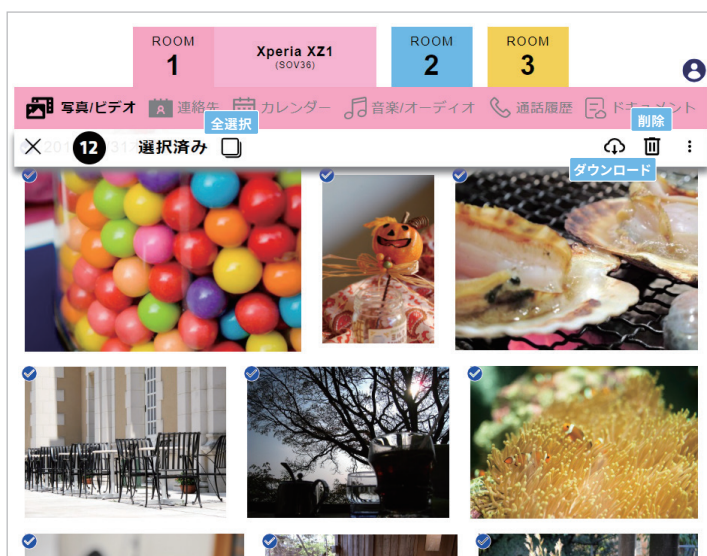 ROOM
1
Xperia XZ1
(SOV36)
ROOM
2
ROOM
3
写真/ビデオ 連絡先 カレンダー 音楽/オーディオ 通話履歴 ドキュメント
全選択
削除
12 選択済み
ダウンロード